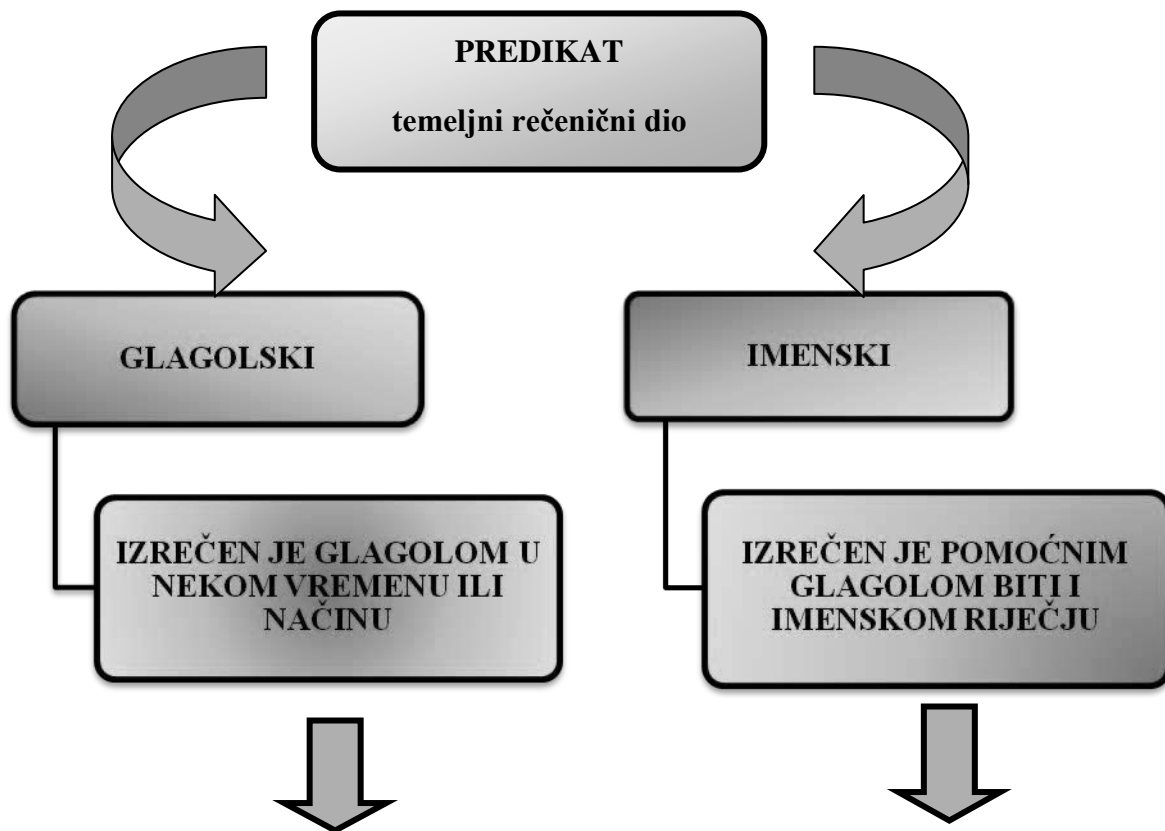 PREDIKAT
temeljni rečenični dio
GLAGOLSKI
IMENSKI
IZREČEN JE GLAGOLOM U
NEKOM VREMENU ILI
NAČINU
IZREČEN JE POMOĆNIM
GLAGOLOM BITI I
IMENSKOM RIJEČJU